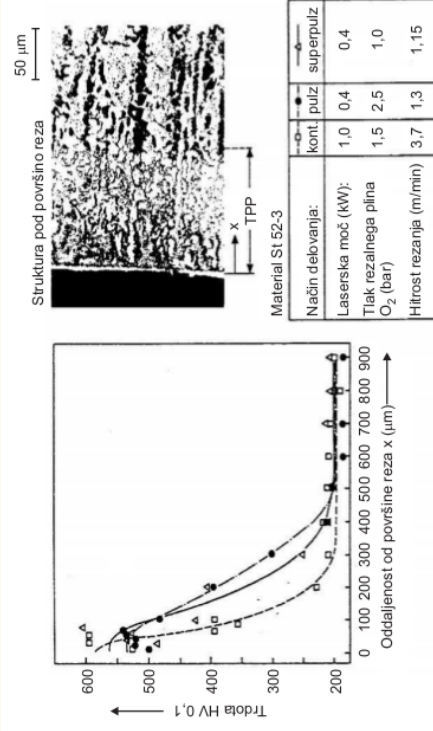 Struktura pod površino reza
50 µm
x
TPP
Material St 52-3
Način delovanja: kont. pulz superpulz
Laserska moč (kW): 1,0 0,4 0,4
Tlak rezalnega plina
O₂ (bar) 1,5 2,5 1,0
Hitrost rezanja (m/min) 3,7 1,3 1,15
Trdota HV 0,1
600
500
400
300
200
0 100 200 300 400 500 600 700 800 900
Oddaljenost od površine reza x (µm)